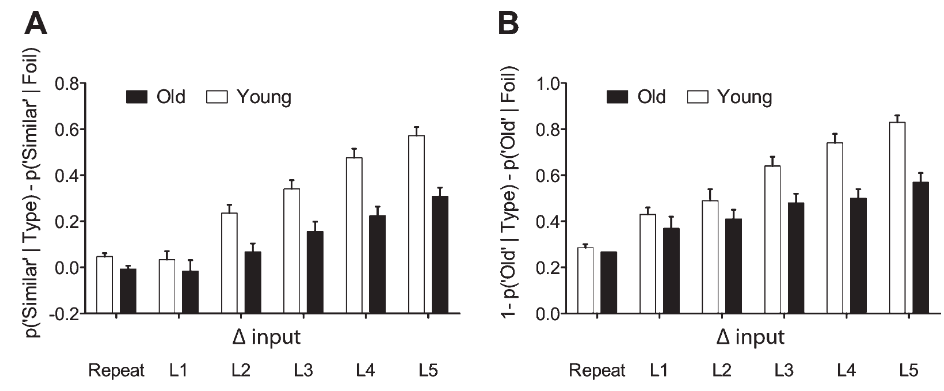 A
p('Similar' | Type) - p('Similar' | Foil)
0.8
0.6
0.4
0.2
0.0
-0.2
Old Young
Δ input
Repeat L1 L2 L3 L4 L5
B
1- p('Old' | Type) - p('Old' | Foil)
1.0
0.8
0.6
0.4
0.2
0.0
Old Young
Δ input
Repeat L1 L2 L3 L4 L5